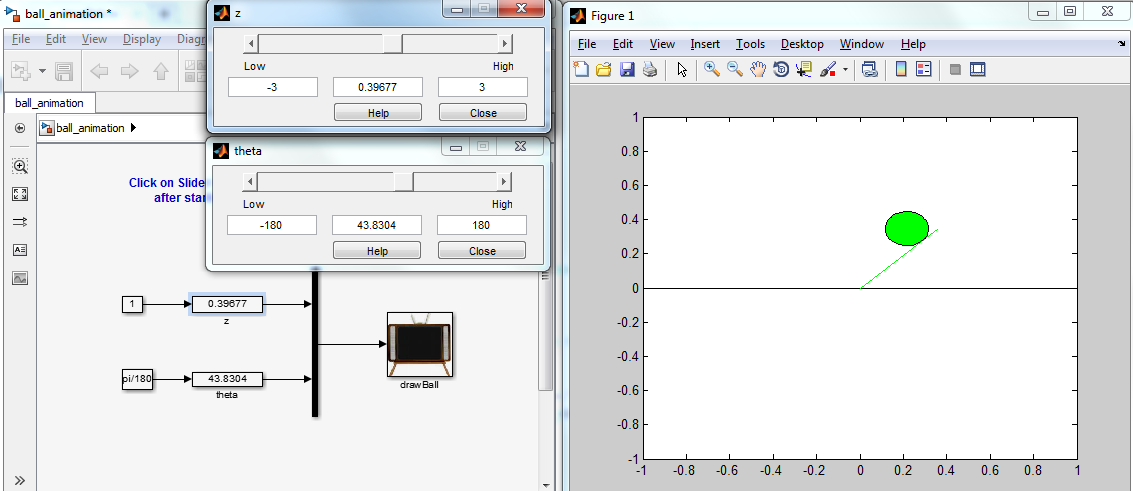 ball_animation *
File Edit View Display Diagr
ball_animation
ball_animation
Click on Slide
after star
1
0.39677
z
pi/180
43.8304
theta
drawBall
z
Low High
-3 0.39677 3
Help Close
theta
Low High
-180 43.8304 180
Help Close
Figure 1
File Edit View Insert Tools Desktop Window Help
1
0.8
0.6
0.4
0.2
0
-0.2
-0.4
-0.6
-0.8
-1
-1 -0.8 -0.6 -0.4 -0.2 0 0.2 0.4 0.6 0.8 1